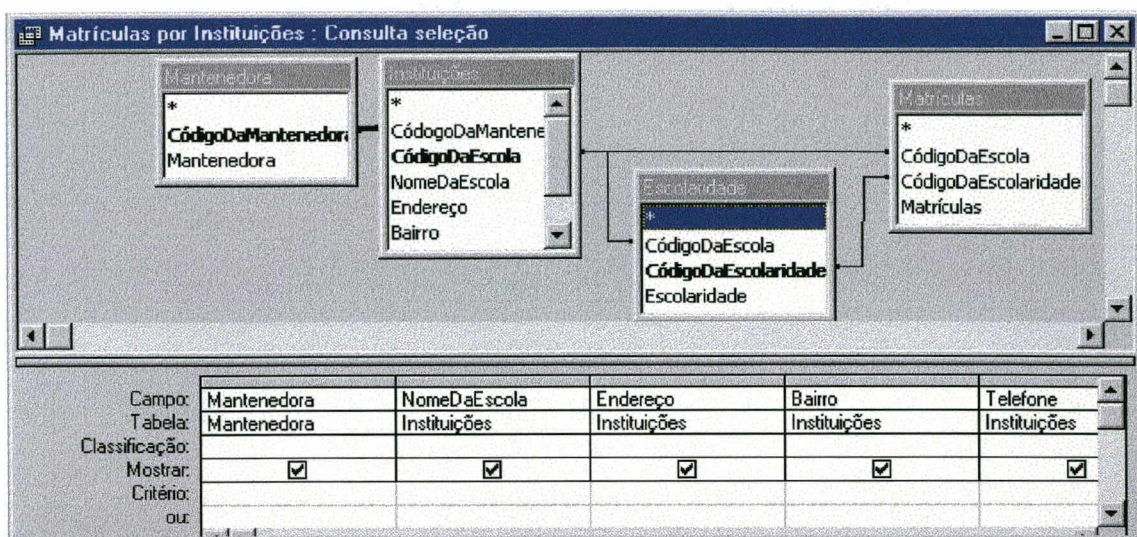 Matrículas por Instituições : Consulta seleção
Mantenedora
*
CódigoDaMantenedora
Mantenedora
Instituições
*
CódogoDaMantene
CódigoDaEscola
NomeDaEscola
Endereço
Bairro
Matrículas
*
CódigoDaEscola
CódigoDaEscolaridade
Matrículas
Escolaridade
*
CódigoDaEscola
CódigoDaEscolaridade
Escolaridade
Campo: Mantenedora NomeDaEscola Endereço Bairro Telefone
Tabela: Mantenedora Instituições Instituições Instituições Instituições
Classificação:
Mostrar:
Critério:
ou: